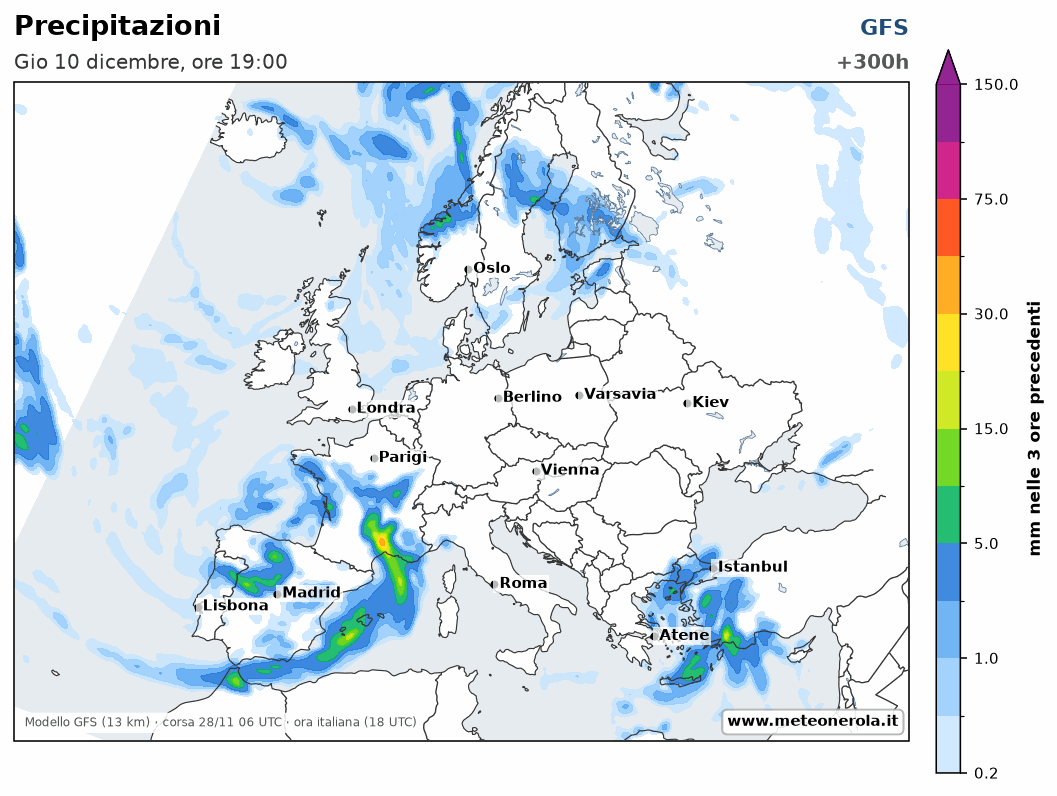 Precipitazioni
GFS
Gio 10 dicembre, ore 19:00
+300h
150.0
75.0
30.0
15.0
5.0
1.0
0.2
mm nelle 3 ore precedenti
Oslo
Londra
Berlino
Varsavia
Kiev
Parigi
Vienna
Istanbul
Roma
Madrid
Lisbona
Atene
Modello GFS (13 km) · corsa 28/11 06 UTC · ora italiana (18 UTC)
www.meteonerola.it